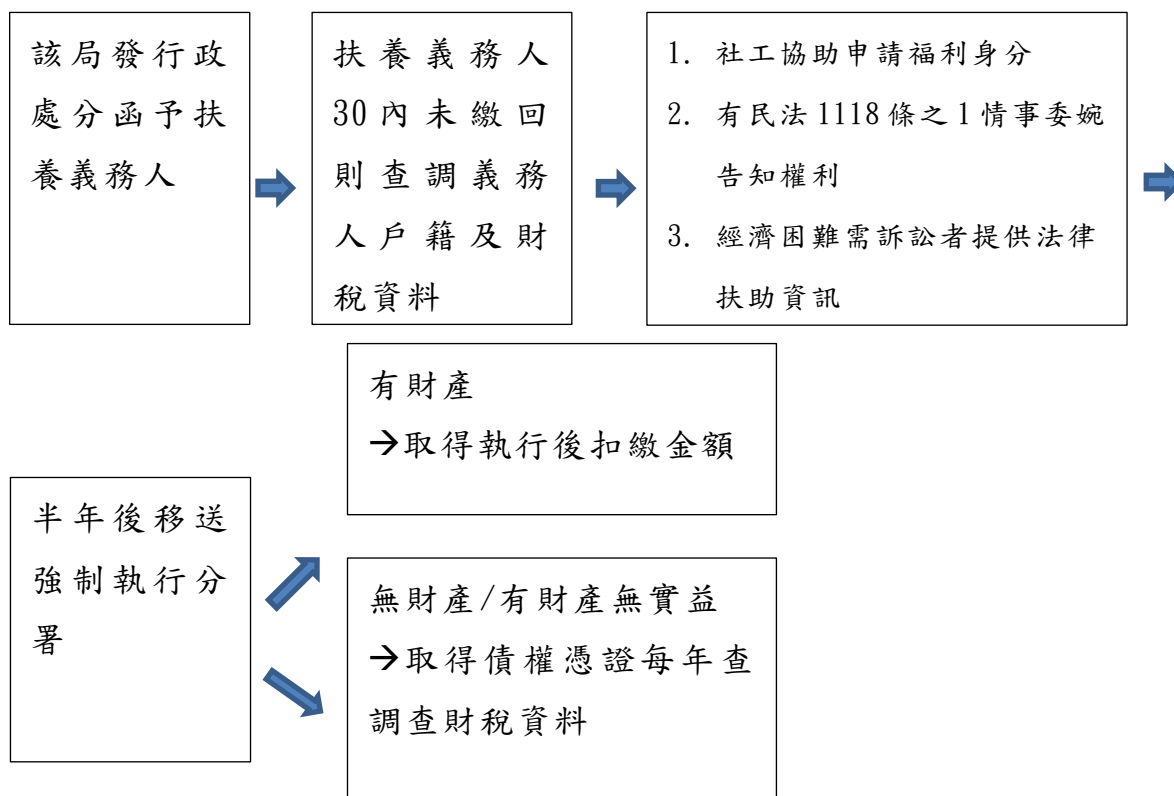 該局發行政
處分函予扶
養義務人
扶養義務人
30內未繳回
則查調義務
人戶籍及財
稅資料
1. 社工協助申請福利身分
2. 有民法1118條之1情事委婉
告知權利
3. 經濟困難需訴訟者提供法律
扶助資訊
有財產
→取得執行後扣繳金額
半年後移送
強制執行分
署
無財產/有財產無實益
→取得債權憑證每年查
調查財稅資料